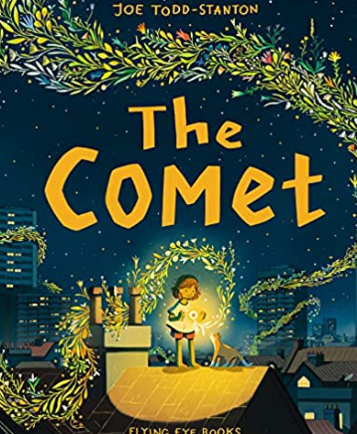 JOE TODD-STANTON
The
COMET
FLYING EYE BOOKS